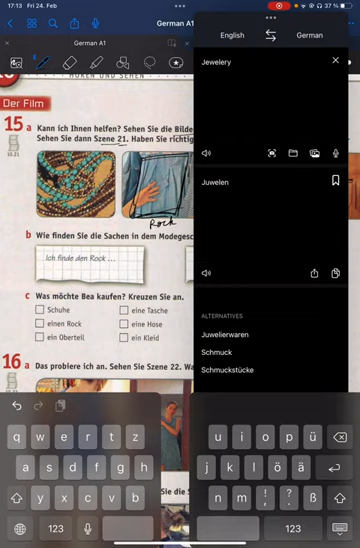 17:13 Fri 24. Feb
37 %
German A1
German A1
HÖREN UND SEHEN
Der Film
15 a Kann ich Ihnen helfen? Sehen Sie die Bilde
Sehen Sie dann Szene 21. Haben Sie richtig
10.21
Rock
b Wie finden Sie die Sachen in dem Modegesc
Ich finde den Rock ...
c Was möchte Bea kaufen? Kreuzen Sie an.
Schuhe eine Tasche
einen Rock eine Hose
ein Oberteil ein Kleid
16 a Das probiere ich an. Sehen Sie Szene 22. Wa
Sie die S
English German
Jewelery
Juwelen
ALTERNATIVES
Juwelierwaren
Schmuck
Schmuckstücke
q w e r t z u i o p ü
a s d f g h j k l ö ä
y x c v b n m ! , ? . ß
123 123